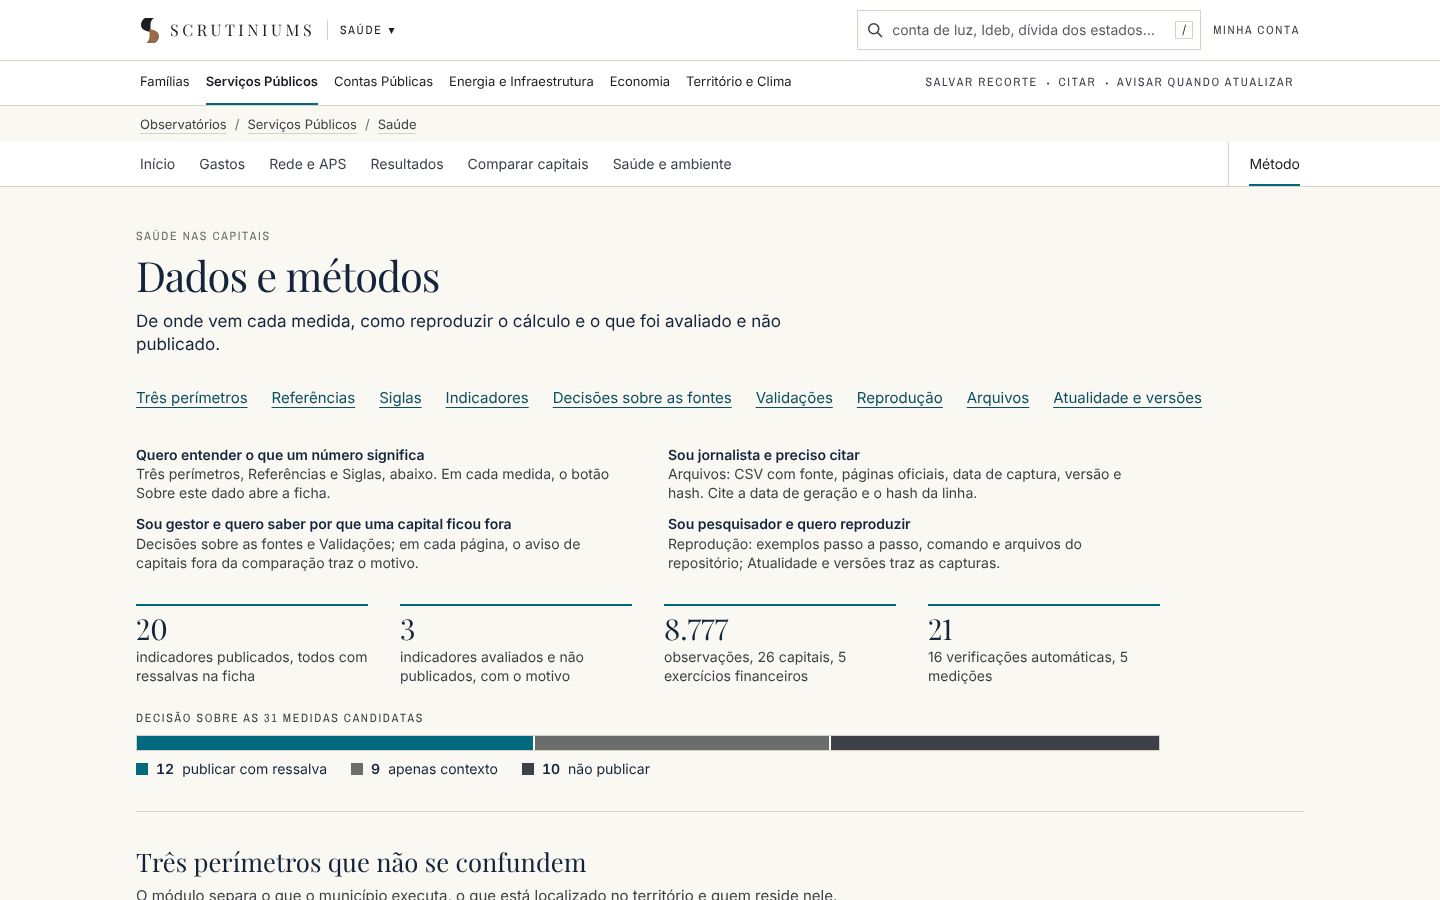 SCRUTINIUMS
SAÚDE ▼
conta de luz, Ideb, dívida dos estados...
/
MINHA CONTA
Famílias
Serviços Públicos
Contas Públicas
Energia e Infraestrutura
Economia
Território e Clima
SALVAR RECORTE • CITAR • AVISAR QUANDO ATUALIZAR
Observatórios / Serviços Públicos / Saúde
Início
Gastos
Rede e APS
Resultados
Comparar capitais
Saúde e ambiente
Método
SAÚDE NAS CAPITAIS
Dados e métodos
De onde vem cada medida, como reproduzir o cálculo e o que foi avaliado e não
publicado.
Três perímetros
Referências
Siglas
Indicadores
Decisões sobre as fontes
Validações
Reprodução
Arquivos
Atualidade e versões
Quero entender o que um número significa
Três perímetros, Referências e Siglas, abaixo. Em cada medida, o botão
Sobre este dado abre a ficha.
Sou jornalista e preciso citar
Arquivos: CSV com fonte, páginas oficiais, data de captura, versão e
hash. Cite a data de geração e o hash da linha.
Sou gestor e quero saber por que uma capital ficou fora
Decisões sobre as fontes e Validações; em cada página, o aviso de
capitais fora da comparação traz o motivo.
Sou pesquisador e quero reproduzir
Reprodução: exemplos passo a passo, comando e arquivos do
repositório; Atualidade e versões traz as capturas.
20
indicadores publicados, todos com
ressalvas na ficha
3
indicadores avaliados e não
publicados, com o motivo
8.777
observações, 26 capitais, 5
exercícios financeiros
21
16 verificações automáticas, 5
medições
DECISÃO SOBRE AS 31 MEDIDAS CANDIDATAS
12 publicar com ressalva
9 apenas contexto
10 não publicar
Três perímetros que não se confundem
O módulo separa o que o município executa, o que está localizado no território e quem reside nele.